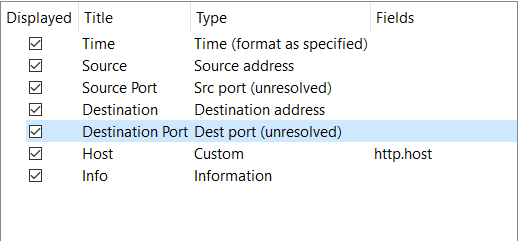 Displayed Title Type Fields
Time Time (format as specified)
Source Source address
Source Port Src port (unresolved)
Destination Destination address
Destination Port Dest port (unresolved)
Host Custom http.host
Info Information